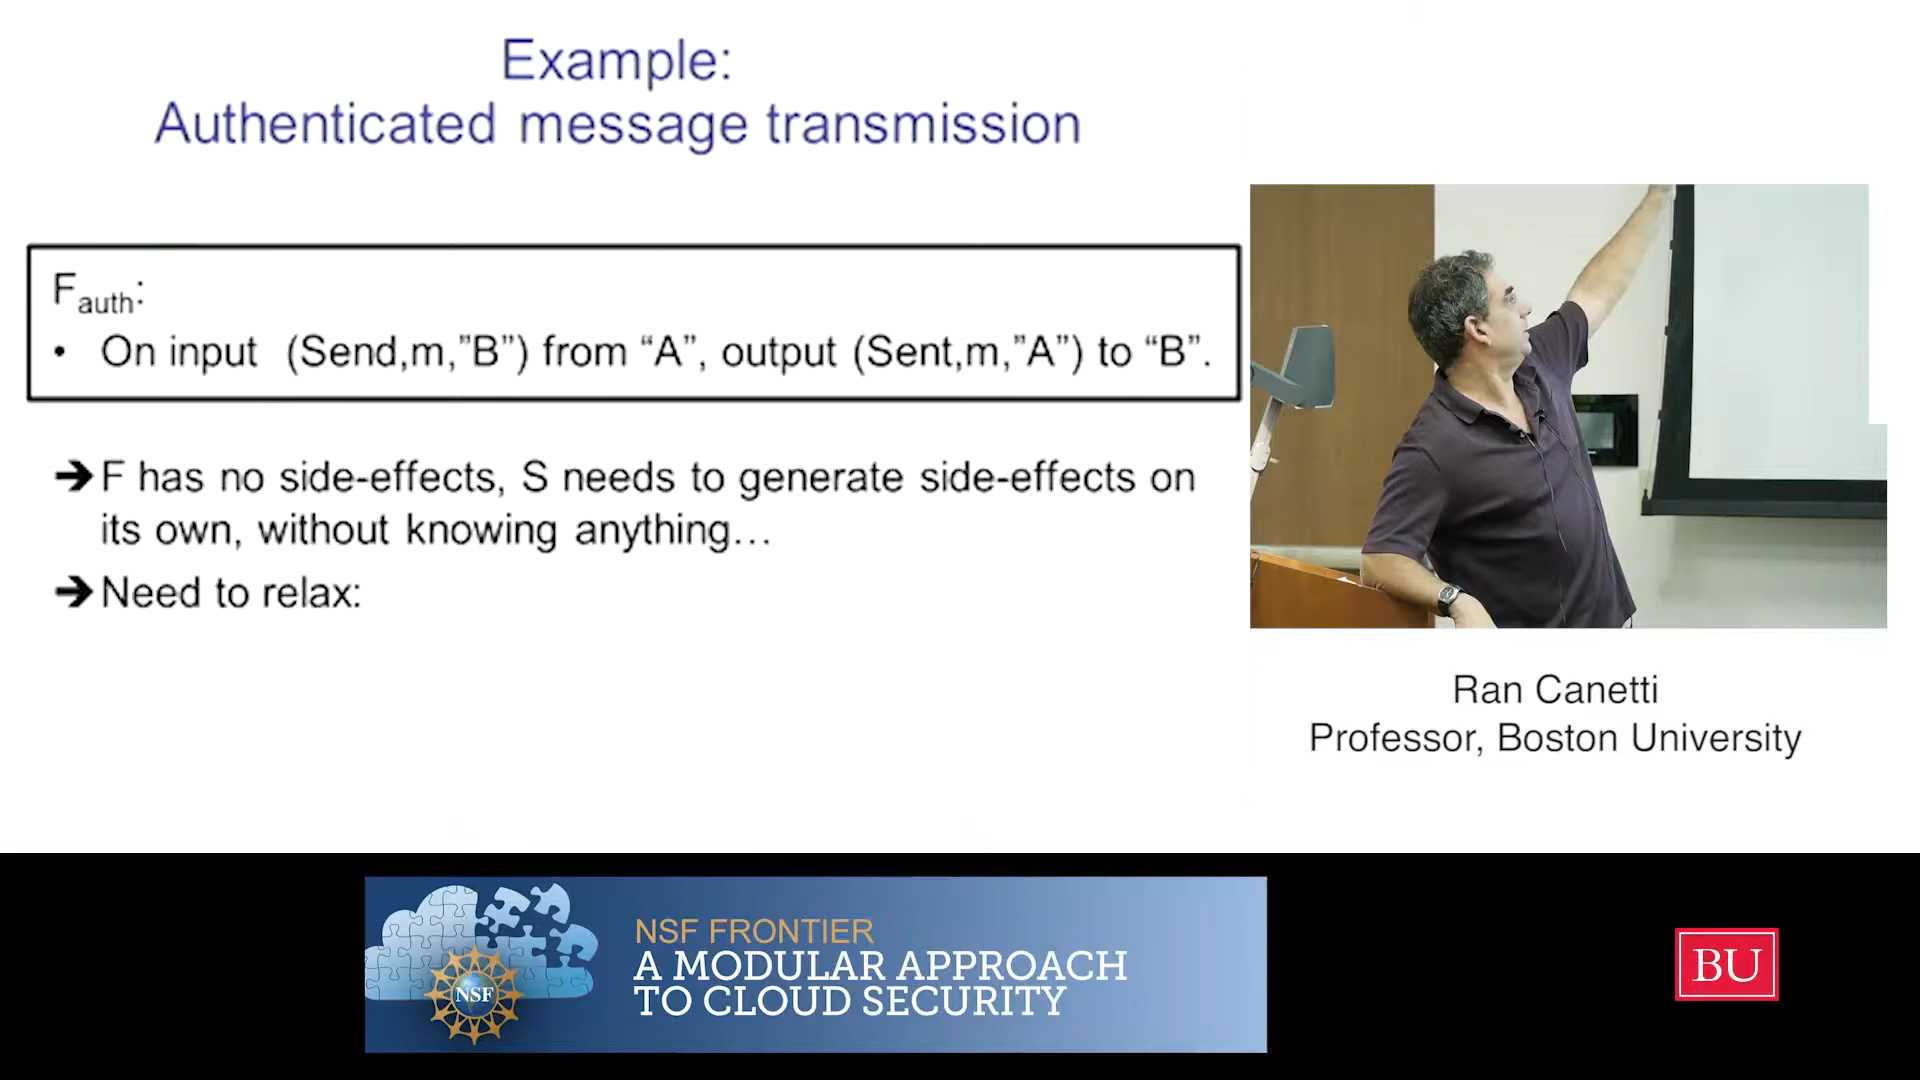 Example:
Authenticated message transmission
Fauth:
• On input (Send,m,”B”) from “A”, output (Sent,m,”A”) to “B”.
➔ F has no side-effects, S needs to generate side-effects on
its own, without knowing anything…
➔ Need to relax:
Ran Canetti
Professor, Boston University
NSF
NSF FRONTIER
A MODULAR APPROACH
TO CLOUD SECURITY
BU